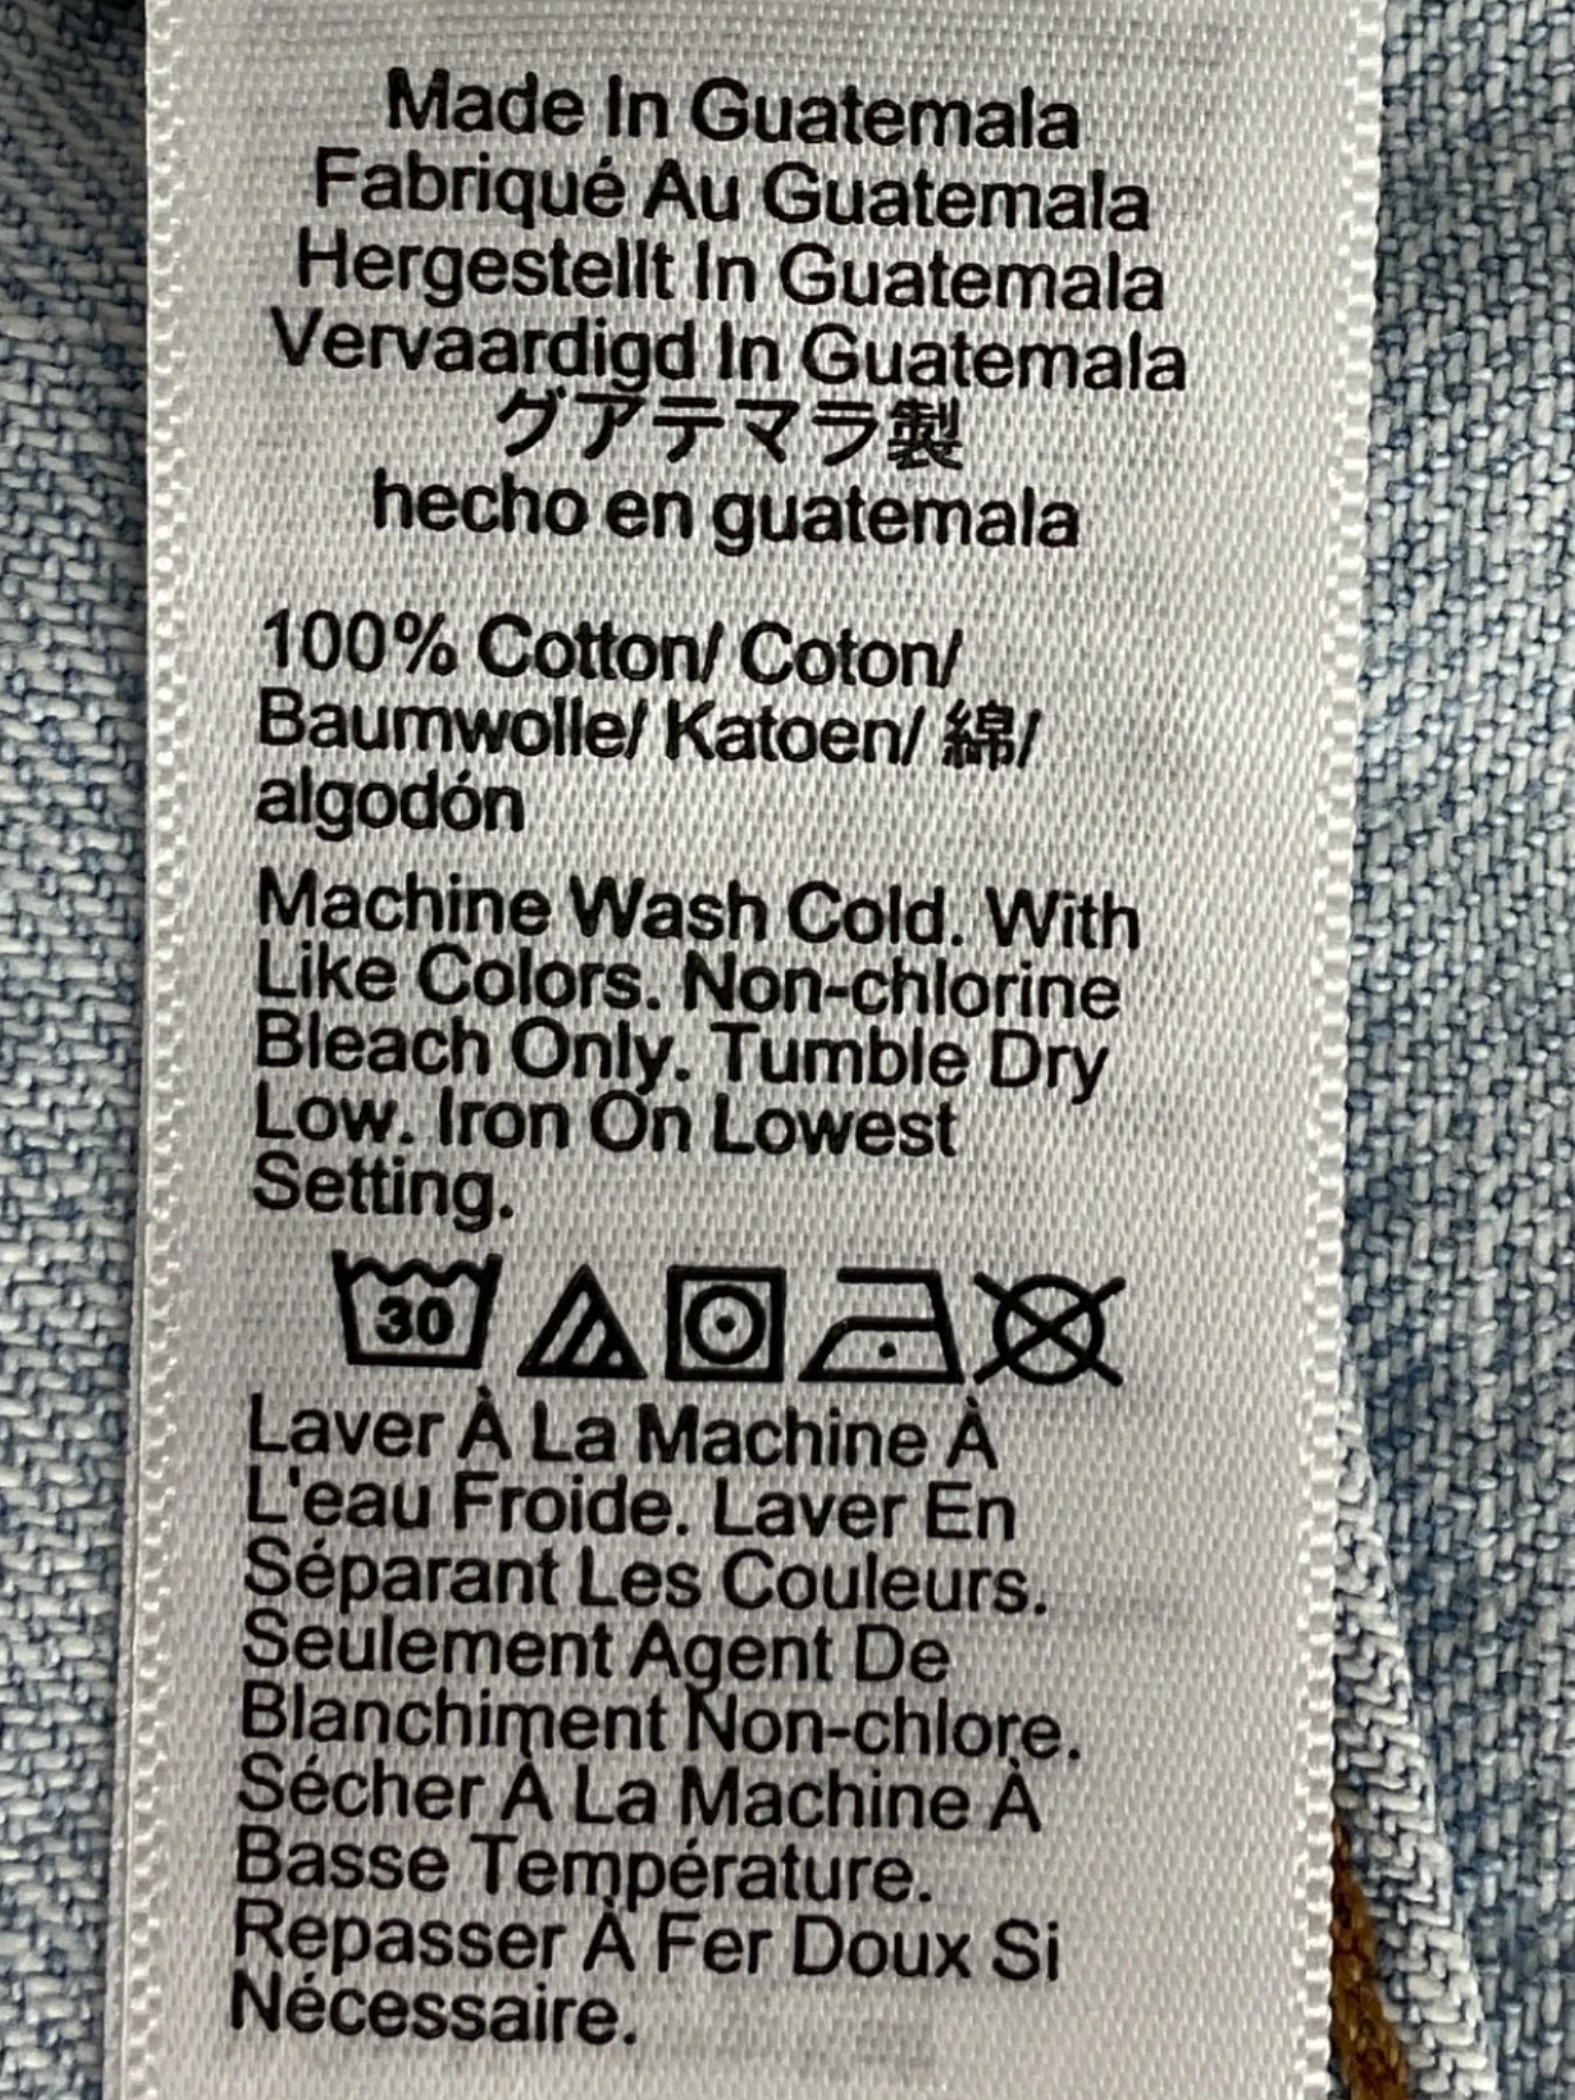 Made In Guatemala
Fabriqué Au Guatemala
Hergestellt In Guatemala
Vervaardigd In Guatemala
グアテマラ製
hecho en guatemala
100% Cotton/ Coton/
Baumwolle/ Katoen/ 綿/
algodón
Machine Wash Cold. With
Like Colors. Non-chlorine
Bleach Only. Tumble Dry
Low. Iron On Lowest
Setting.
30
Laver À La Machine À
L'eau Froide. Laver En
Séparant Les Couleurs.
Seulement Agent De
Blanchiment Non-chlore.
Sécher À La Machine À
Basse Température.
Repasser À Fer Doux Si
Nécessaire.